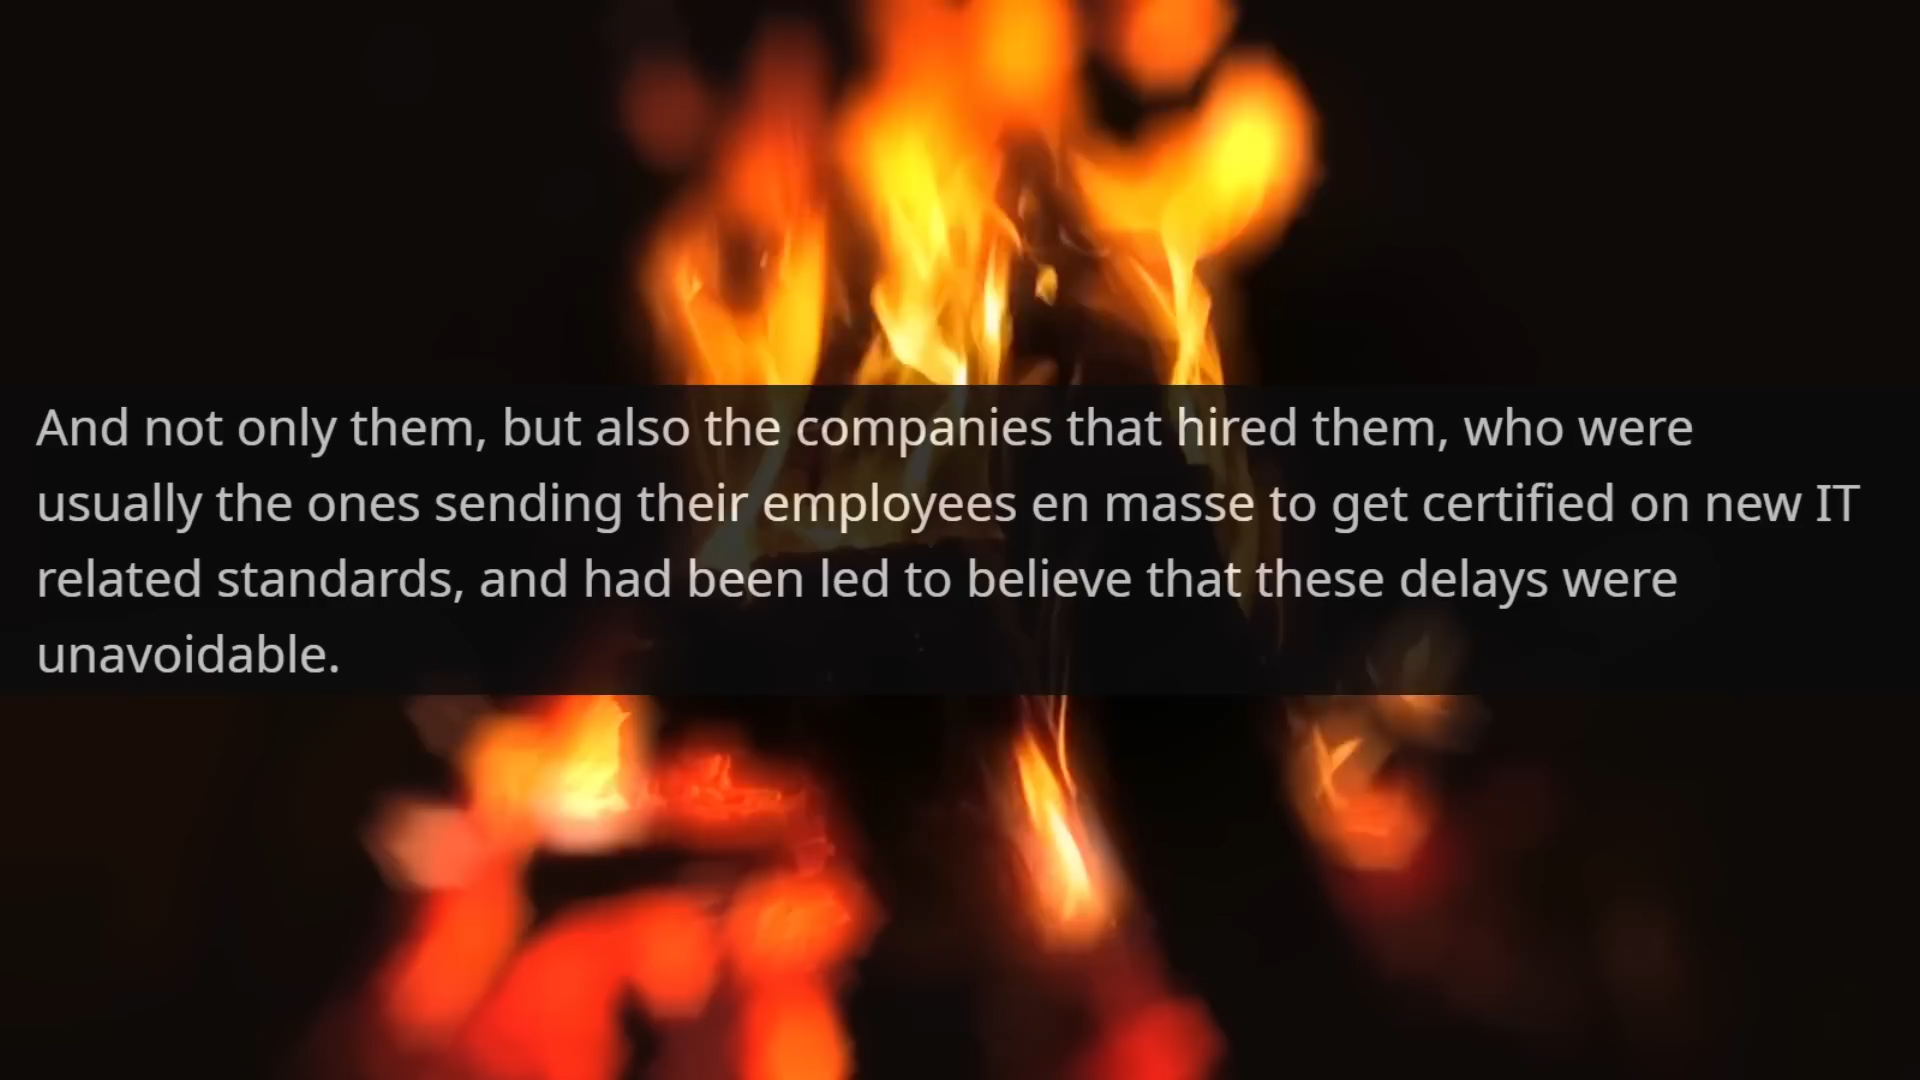 And not only them, but also the companies that hired them, who were
usually the ones sending their employees en masse to get certified on new IT
related standards, and had been led to believe that these delays were
unavoidable.